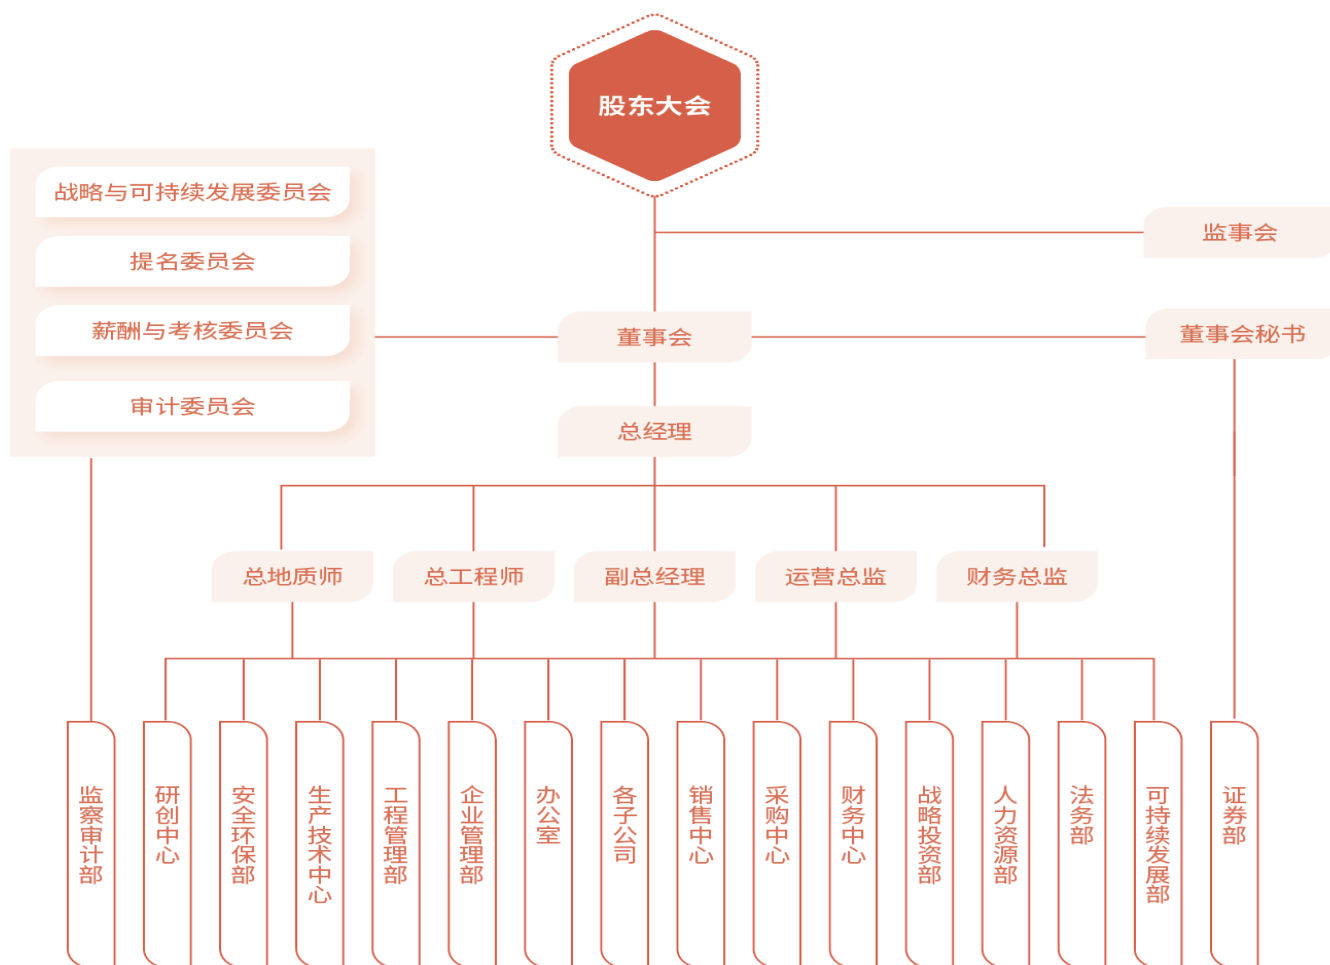 股东大会
战略与可持续发展委员会
提名委员会
薪酬与考核委员会
审计委员会
监事会
董事会
董事会秘书
总经理
总地质师
总工程师
副总经理
运营总监
财务总监
监察审计部
研创中心
安全环保部
生产技术中心
工程管理部
企业管理部
办公室
各子公司
销售中心
采购中心
财务中心
战略投资部
人力资源部
法务部
可持续发展部
证券部